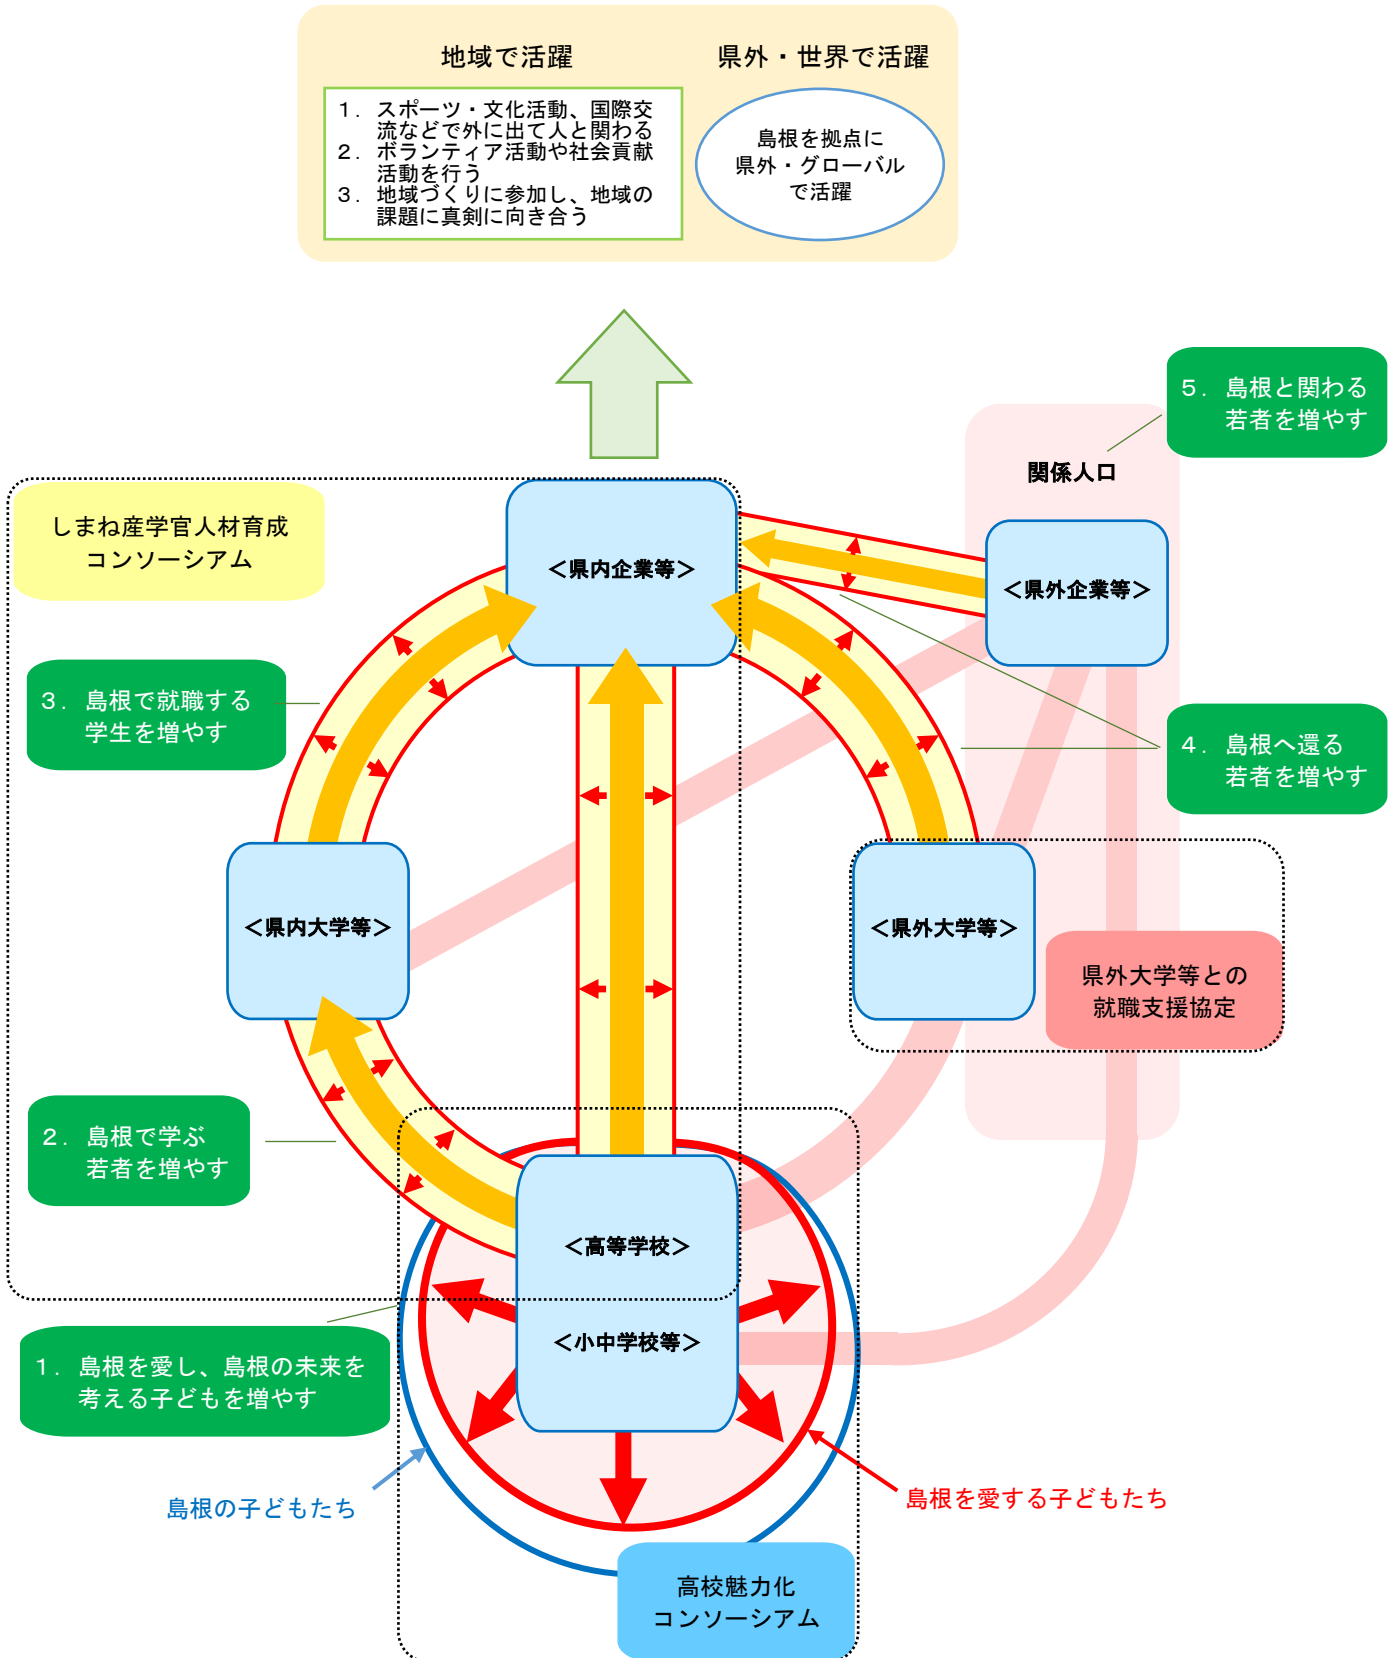 地域で活躍
１．スポーツ・文化活動、国際交
流などで外に出て人と関わる
２．ボランティア活動や社会貢献
活動を行う
３．地域づくりに参加し、地域の
課題に真剣に向き合う
県外・世界で活躍
島根を拠点に
県外・グローバル
で活躍
５．島根と関わる
若者を増やす
関係人口
しまね産学官人材育成
コンソーシアム
＜県内企業等＞
＜県外企業等＞
３．島根で就職する
学生を増やす
４．島根へ還る
若者を増やす
＜県内大学等＞
＜県外大学等＞
県外大学等との
就職支援協定
２．島根で学ぶ
若者を増やす
＜高等学校＞
＜小中学校等＞
１．島根を愛し、島根の未来を
考える子どもを増やす
島根の子どもたち
島根を愛する子どもたち
高校魅力化
コンソーシアム